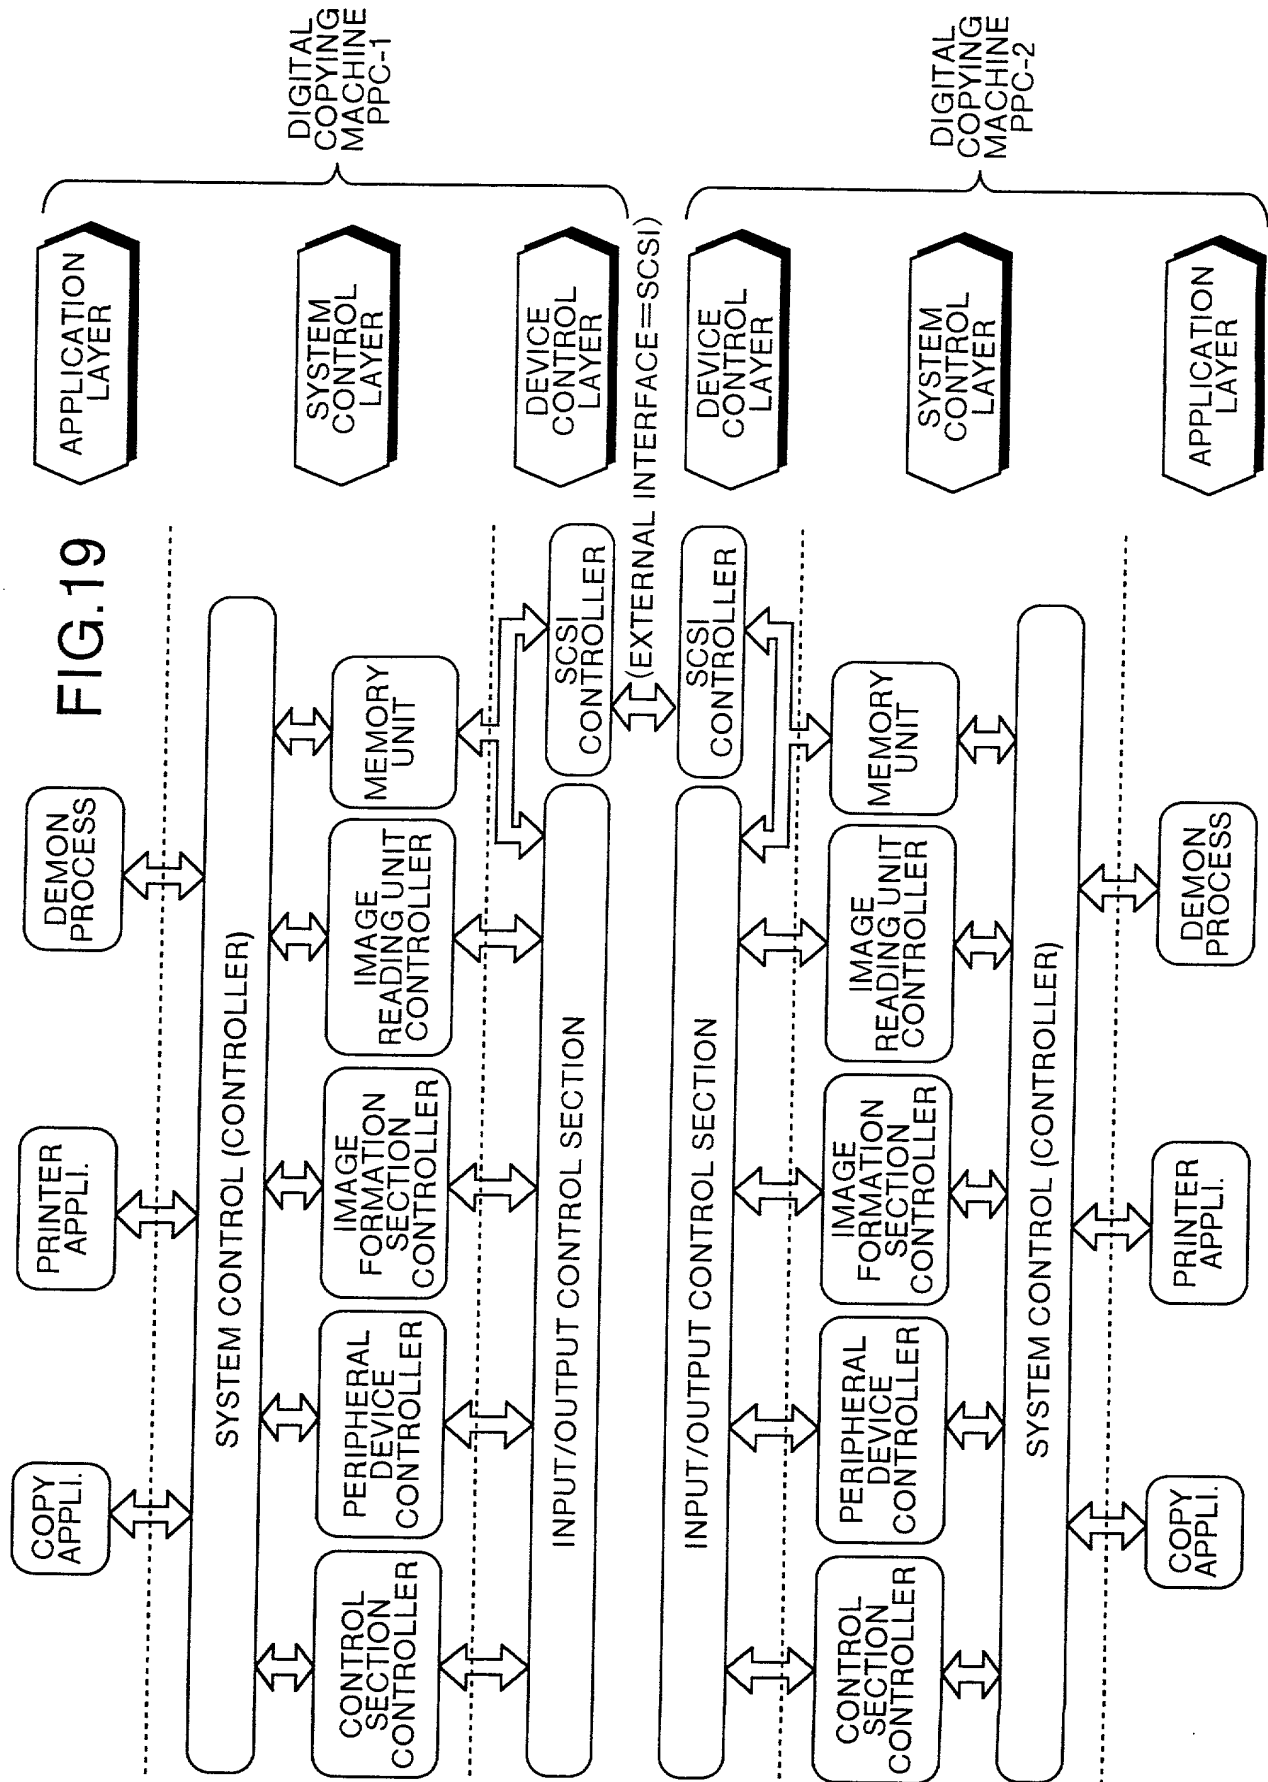 FIG.19
COPY
APPLI.
PRINTER
APPLI.
DEMON
PROCESS
APPLICATION
LAYER
SYSTEM CONTROL (CONTROLLER)
CONTROL
SECTION
CONTROLLER
PERIPHERAL
DEVICE
CONTROLLER
IMAGE
FORMATION
SECTION
CONTROLLER
IMAGE
READING UNIT
CONTROLLER
MEMORY
UNIT
SYSTEM
CONTROL
LAYER
INPUT/OUTPUT CONTROL SECTION
SCSI
CONTROLLER
DEVICE
CONTROL
LAYER
DIGITAL
COPYING
MACHINE
PPC-1
(EXTERNAL INTERFACE=SCSI)
INPUT/OUTPUT CONTROL SECTION
SCSI
CONTROLLER
DEVICE
CONTROL
LAYER
CONTROL
SECTION
CONTROLLER
PERIPHERAL
DEVICE
CONTROLLER
IMAGE
FORMATION
SECTION
CONTROLLER
IMAGE
READING UNIT
CONTROLLER
MEMORY
UNIT
SYSTEM
CONTROL
LAYER
SYSTEM CONTROL (CONTROLLER)
COPY
APPLI.
PRINTER
APPLI.
DEMON
PROCESS
APPLICATION
LAYER
DIGITAL
COPYING
MACHINE
PPC-2